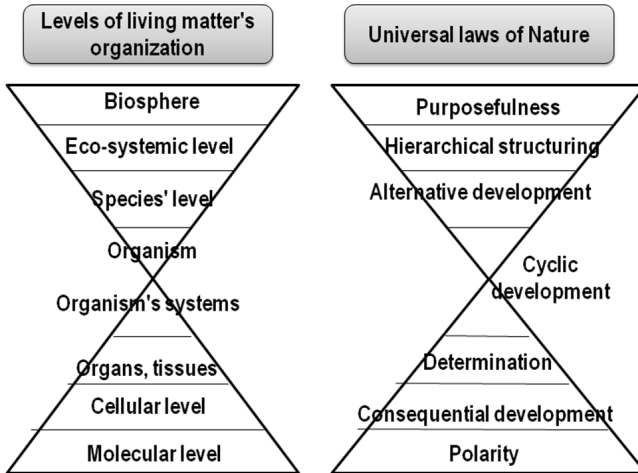 Levels of living matter's
organization
Biosphere
Eco-systemic level
Species' level
Organism
Organism's systems
Organs, tissues
Cellular level
Molecular level
Universal laws of Nature
Purposefulness
Hierarchical structuring
Alternative development
Cyclic
development
Determination
Consequential development
Polarity